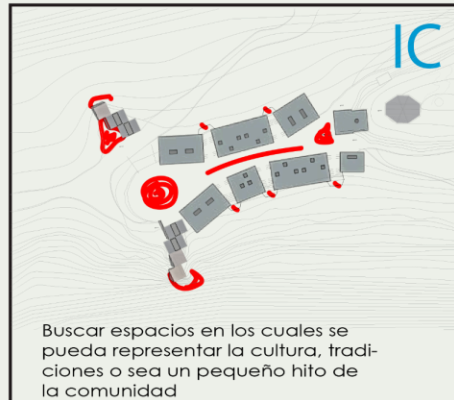 IC
Buscar espacios en los cuales se
pueda representar la cultura, tradi-
ciones o sea un pequeño hito de
la comunidad